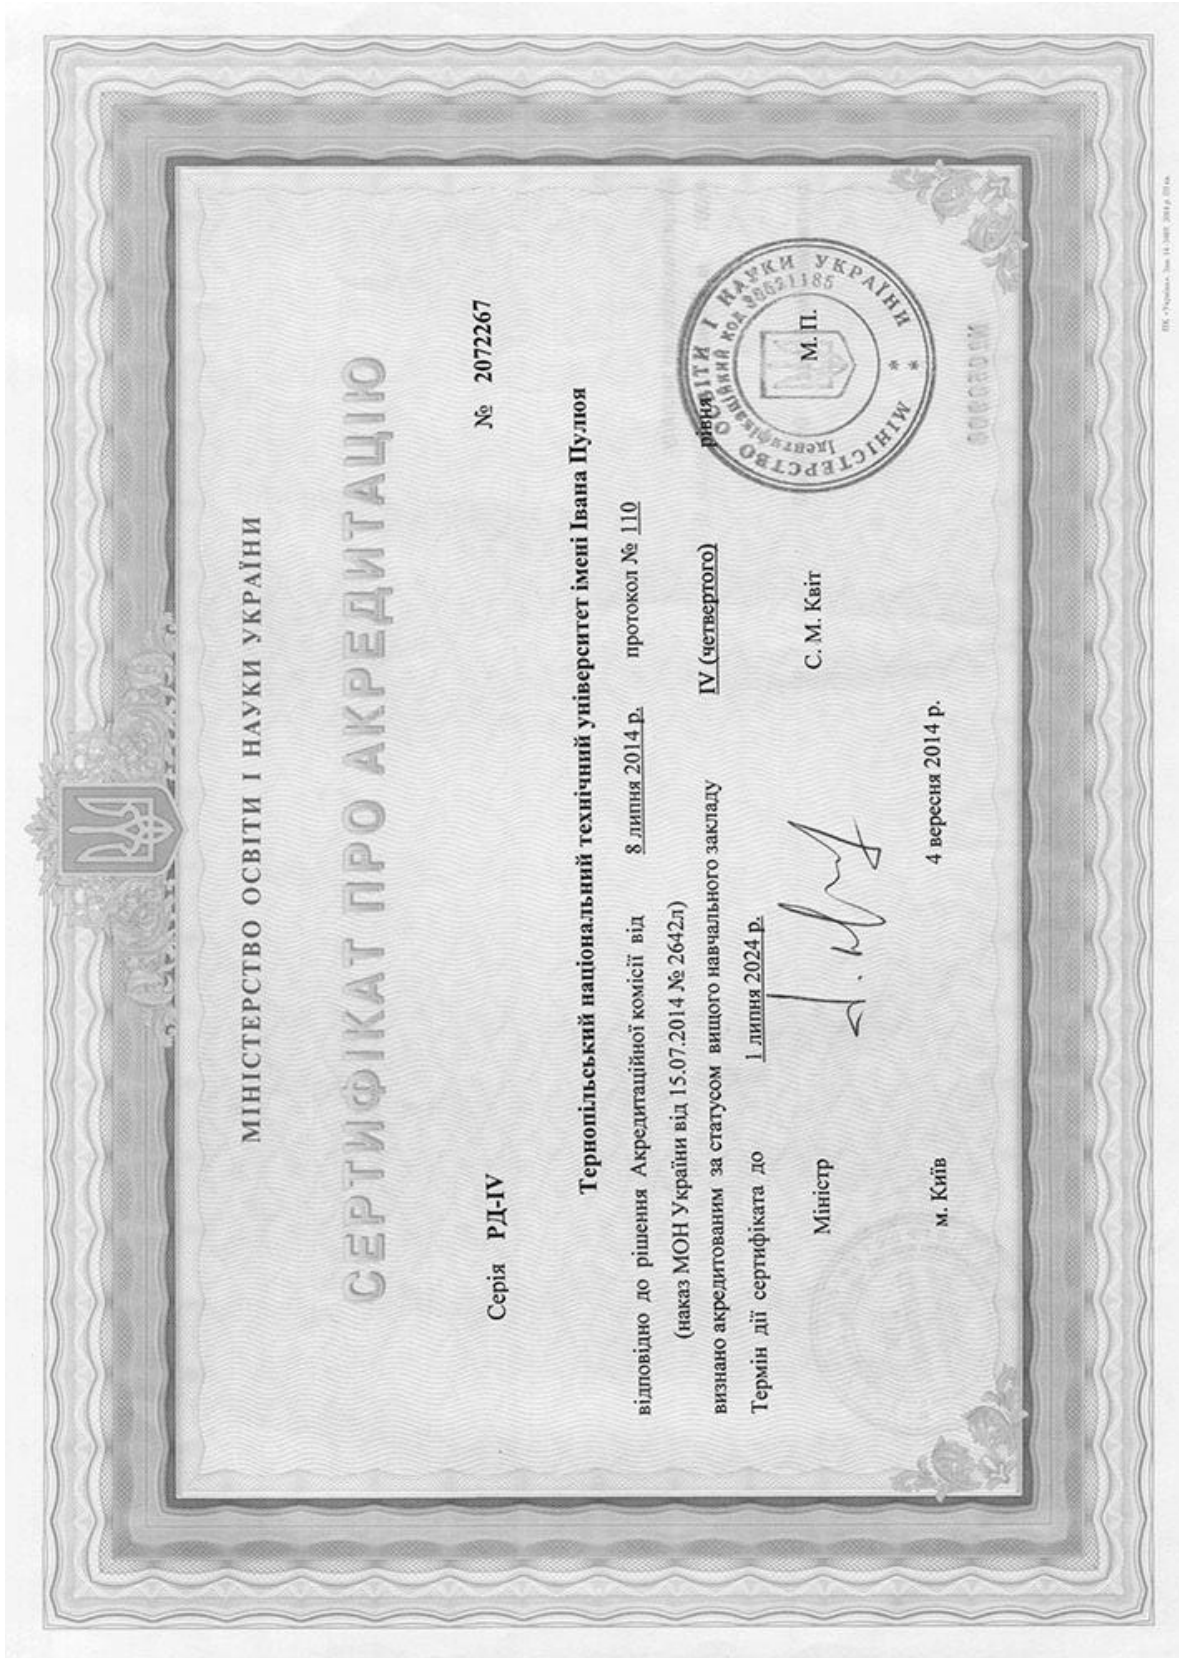 МІНІСТЕРСТВО ОСВІТИ І НАУКИ УКРАЇНИ
СЕРТИФІКАТ ПРО АКРЕДИТАЦІЮ
Серія РД-IV № 2072267
Тернопільський національний технічний університет імені Івана Пулюя
відповідно до рішення Акредитаційної комісії від 8 липня 2014 р. протокол № 110
(наказ МОН України від 15.07.2014 № 2642л)
визнано акредитованим за статусом вищого навчального закладу IV (четвертого) рівня
Термін дії сертифіката до 1 липня 2024 р.
Міністр С. М. Квіт М. П.
м. Київ 4 вересня 2014 р.
МІНІСТЕРСТВО ОСВІТИ І НАУКИ УКРАЇНИ
Ідентифікаційний код